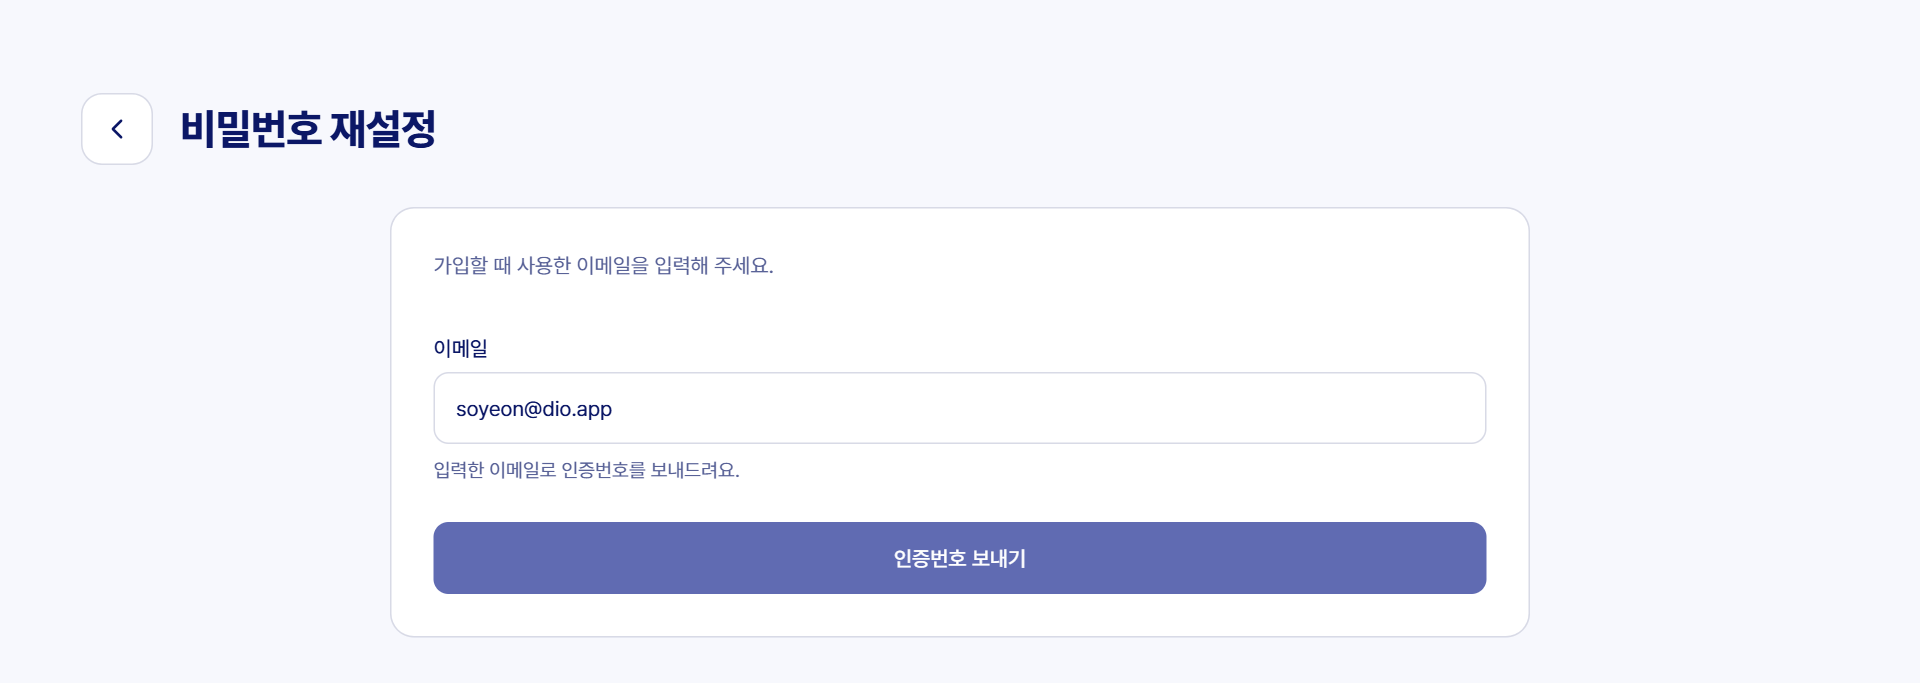 비밀번호 재설정
가입할 때 사용한 이메일을 입력해 주세요.
이메일
soyeon@dio.app
입력한 이메일로 인증번호를 보내드려요.
인증번호 보내기